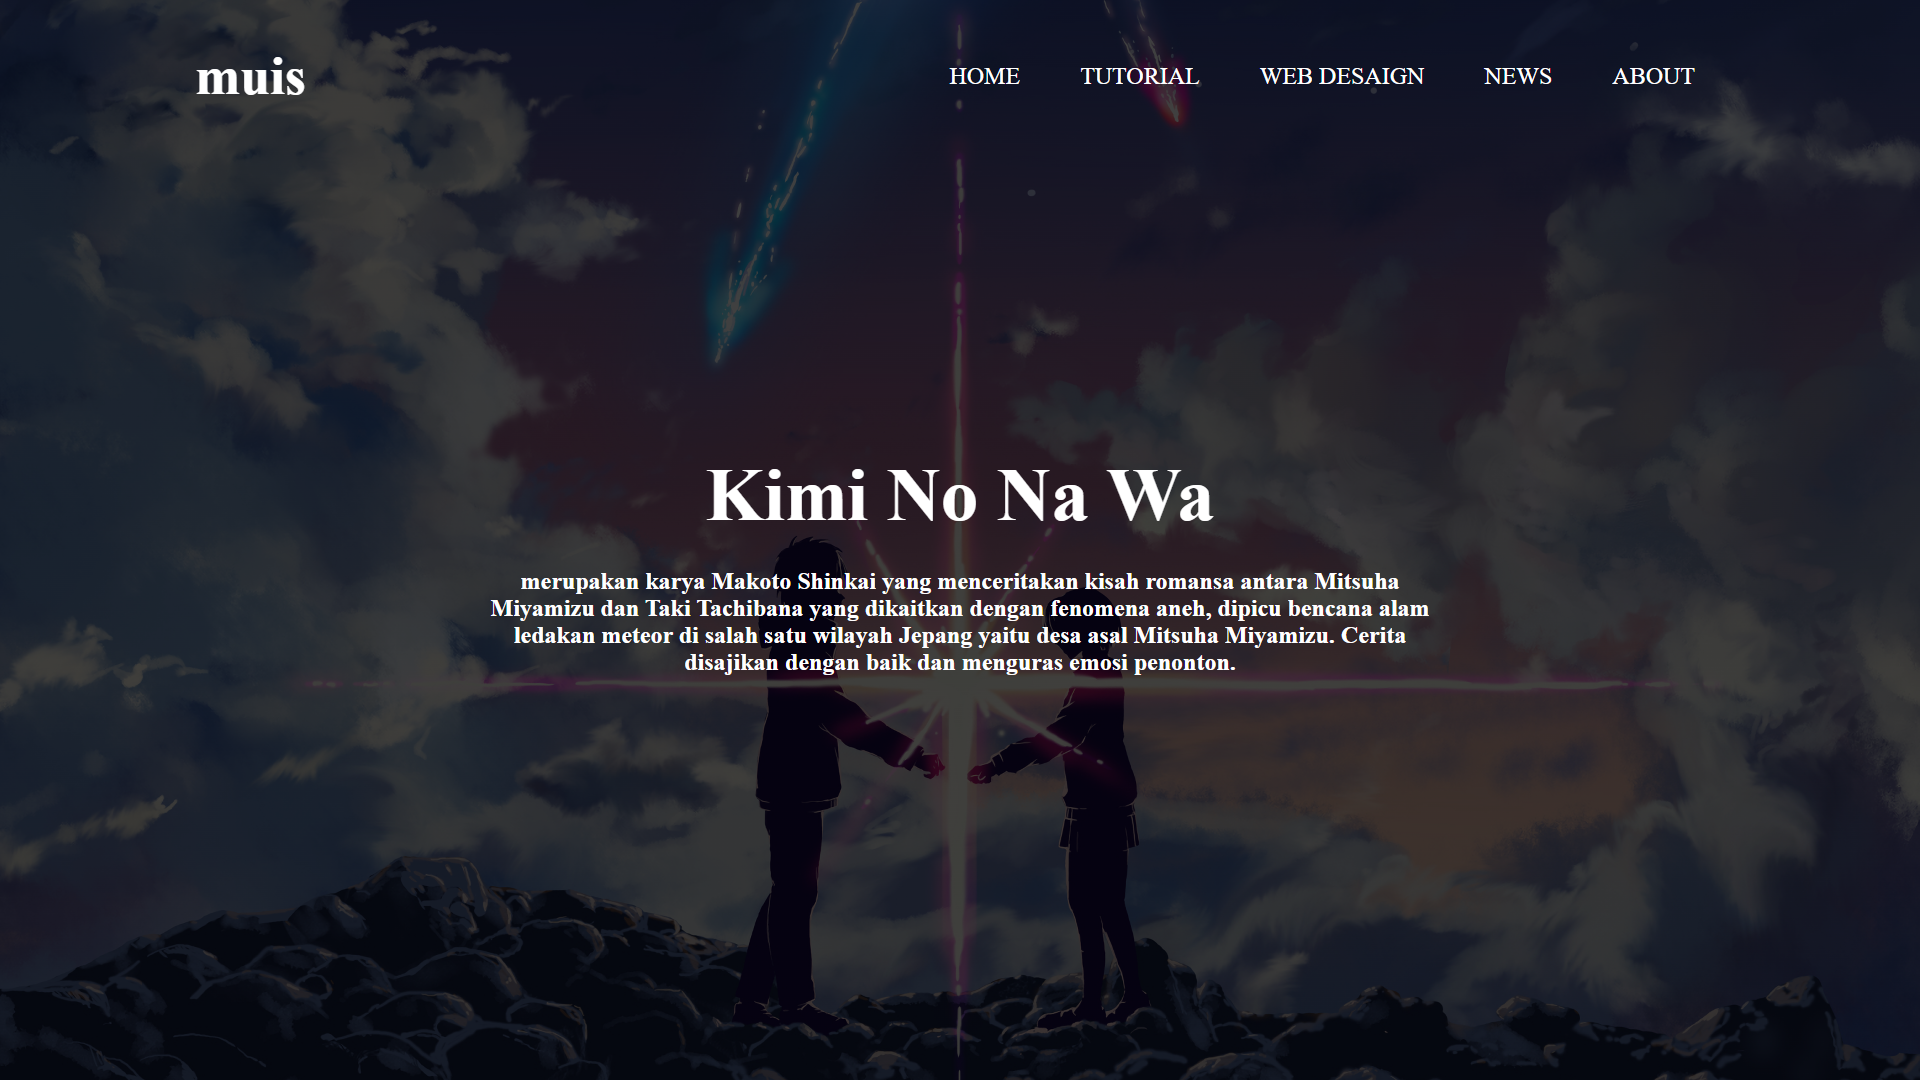 muis
HOME TUTORIAL WEB DESAIGN NEWS ABOUT
Kimi No Na Wa
merupakan karya Makoto Shinkai yang menceritakan kisah romansa antara Mitsuha
Miyamizu dan Taki Tachibana yang dikaitkan dengan fenomena aneh, dipicu bencana alam
ledakan meteor di salah satu wilayah Jepang yaitu desa asal Mitsuha Miyamizu. Cerita
disajikan dengan baik dan menguras emosi penonton.